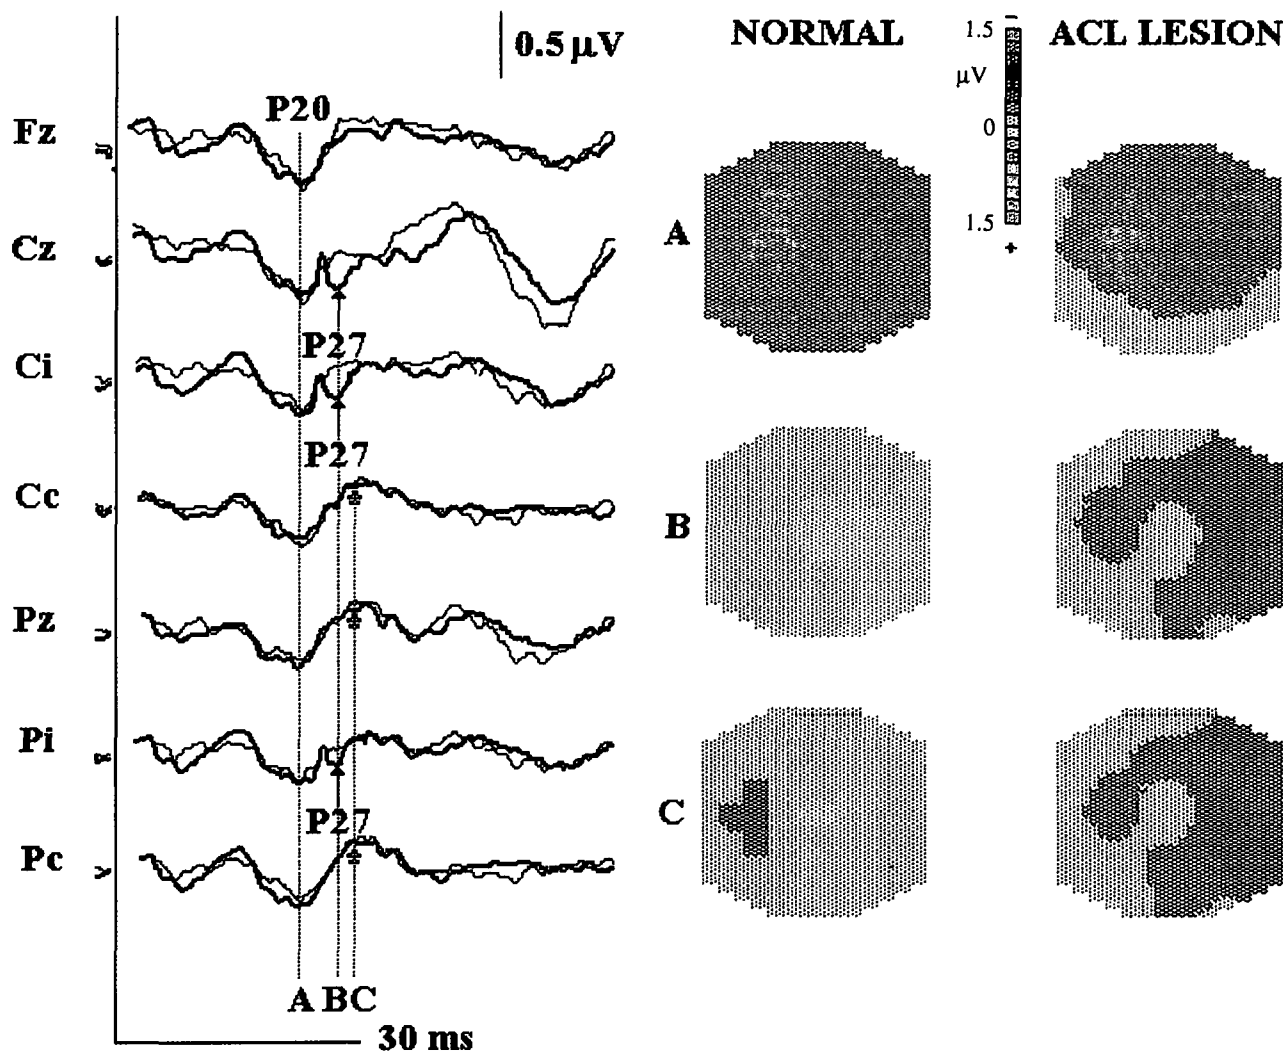 0.5 µV
NORMAL
ACL LESION
1.5 −
µV
0
1.5
+
P20
Fz
Cz
P27
Ci
P27
Cc
Pz
Pi
P27
Pc
A B C
30 ms
A
B
C